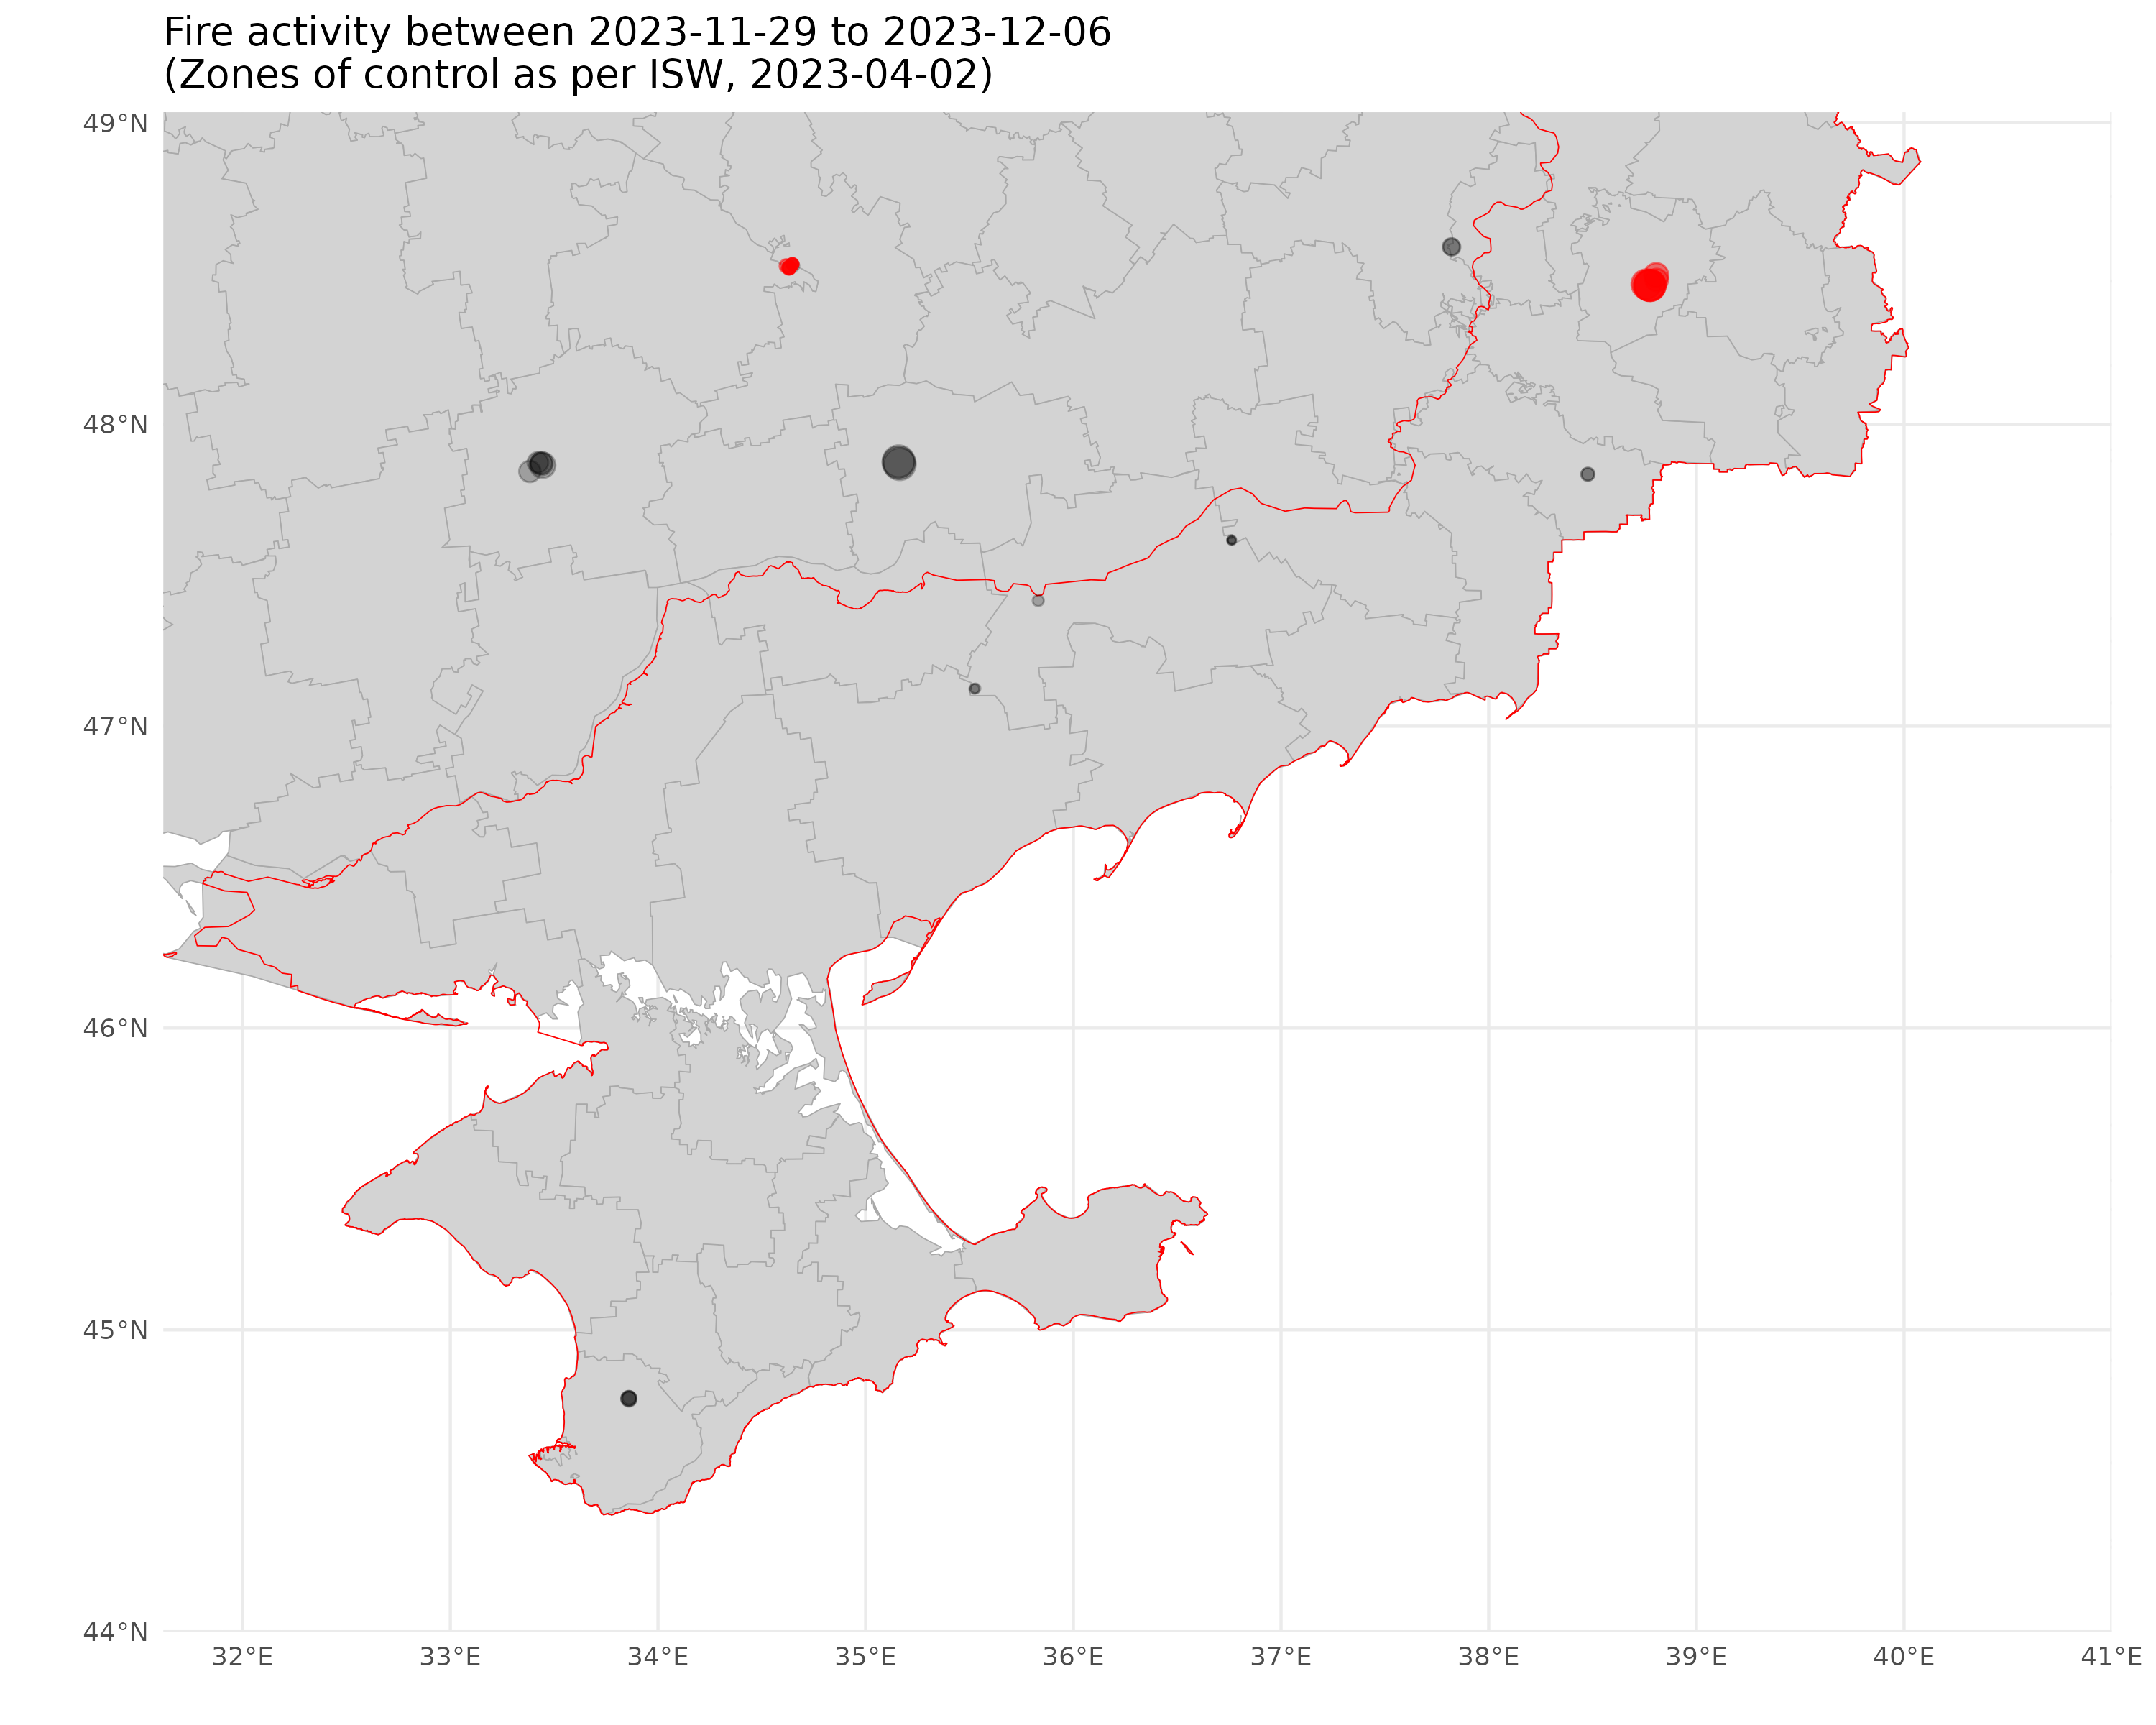 Fire activity between 2023-11-29 to 2023-12-06
(Zones of control as per ISW, 2023-04-02)
49°N
48°N
47°N
46°N
45°N
44°N
32°E 33°E 34°E 35°E 36°E 37°E 38°E 39°E 40°E 41°E